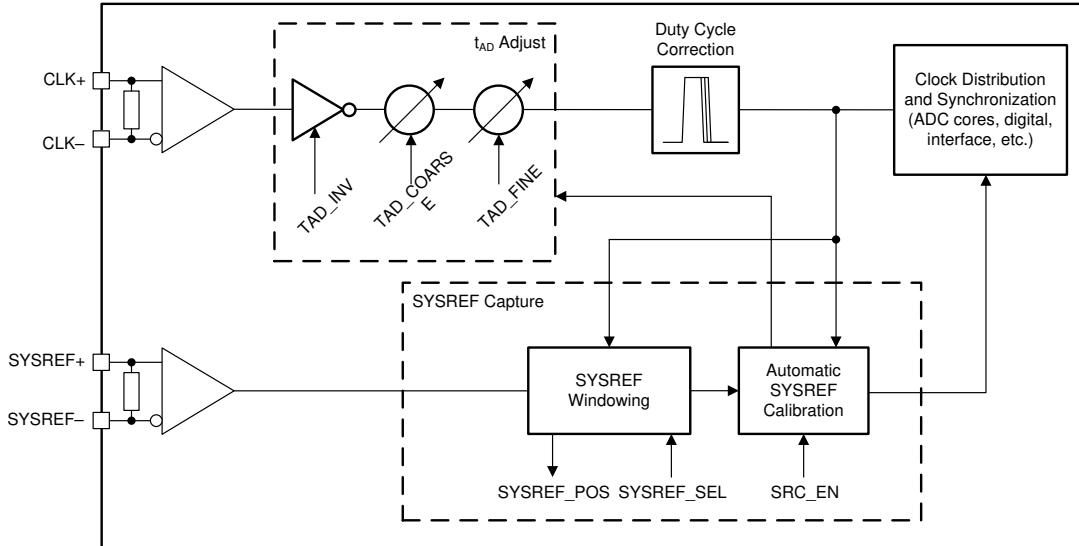 t_AD Adjust
Duty Cycle
Correction
CLK+
CLK–
Clock Distribution
and Synchronization
(ADC cores, digital,
interface, etc.)
TAD_INV
TAD_COARS
E
TAD_FINE
SYSREF Capture
SYSREF+
SYSREF–
SYSREF
Windowing
Automatic
SYSREF
Calibration
SYSREF_POS
SYSREF_SEL
SRC_EN